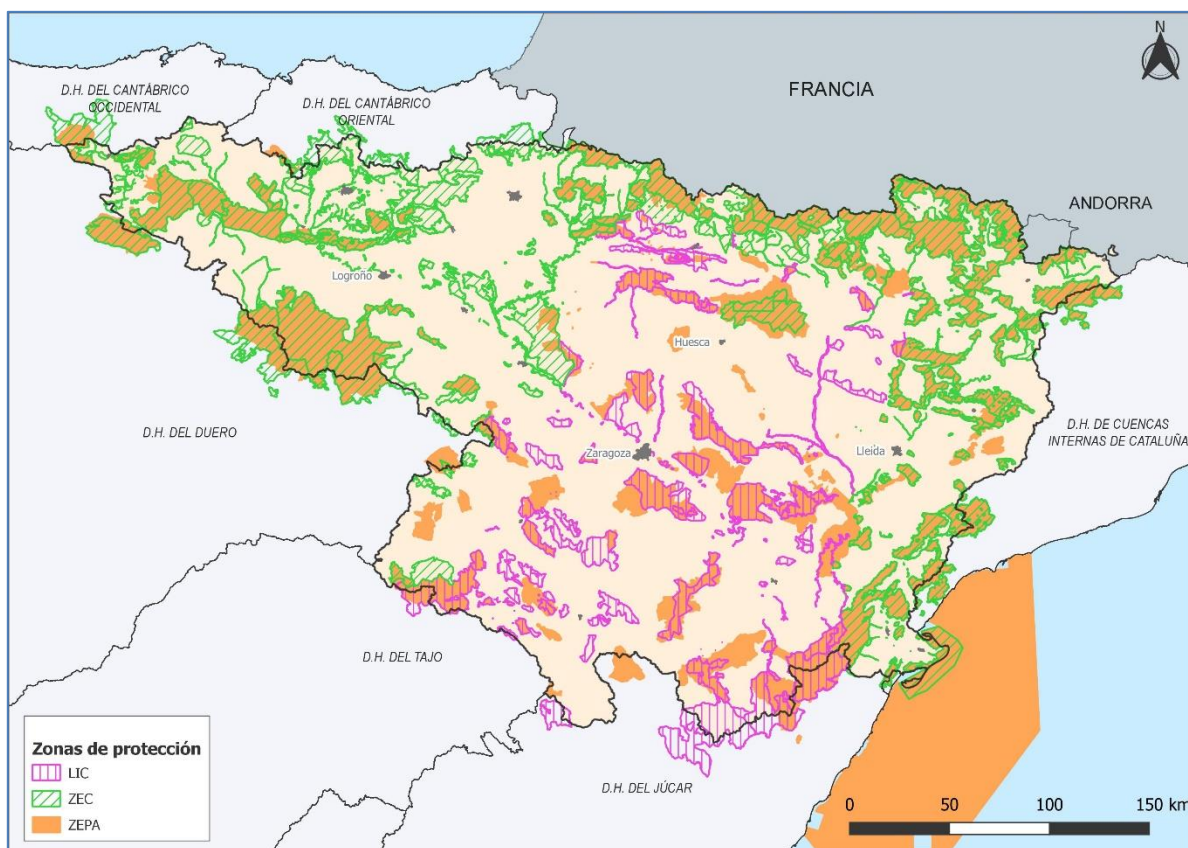 N
FRANCIA
D.H. DEL CANTÁBRICO
OCCIDENTAL
D.H. DEL CANTÁBRICO
ORIENTAL
ANDORRA
Logroño
Huesca
D.H. DEL DUERO
D.H. DE CUENCAS
INTERNAS DE CATALUÑA
Zaragoza
Lleida
D.H. DEL TAJO
D.H. DEL JÚCAR
Zonas de protección
LIC
ZEC
ZEPA
0 50 100 150 km